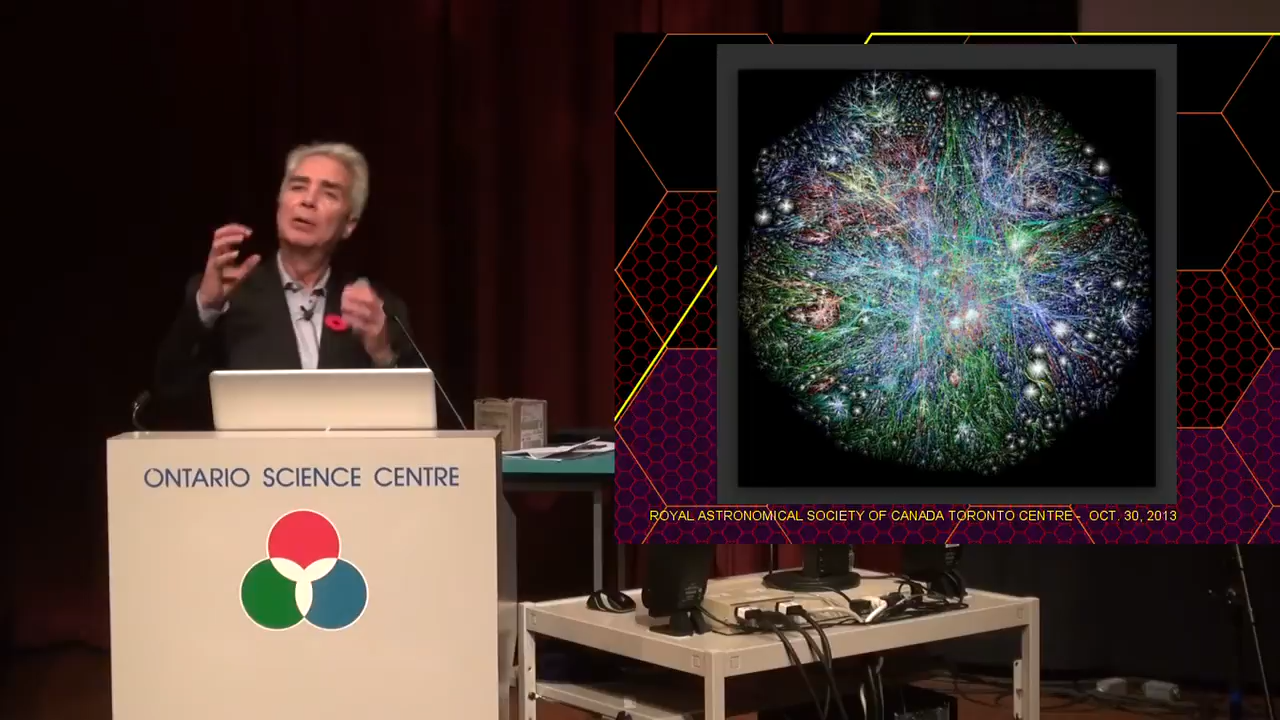 ROYAL ASTRONOMICAL SOCIETY OF CANADA TORONTO CENTRE - OCT. 30, 2013
ONTARIO SCIENCE CENTRE